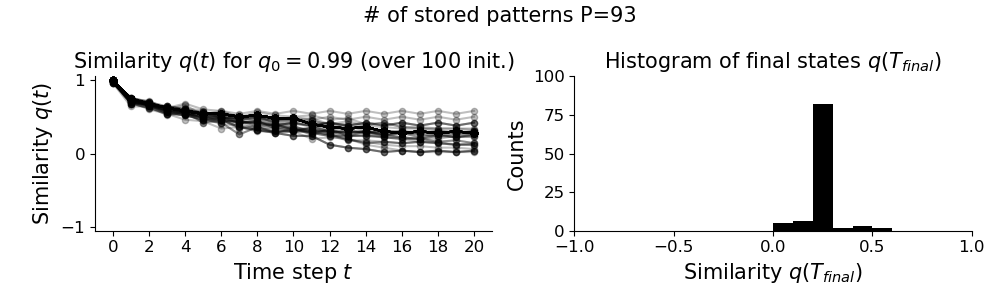 # of stored patterns P=93
Similarity q(t) for q₀ = 0.99 (over 100 init.)
1
0
−1
Similarity q(t)
0 2 4 6 8 10 12 14 16 18 20
Time step t
Histogram of final states q(T_final)
100
75
50
25
0
Counts
−1.0 −0.5 0.0 0.5 1.0
Similarity q(T_final)